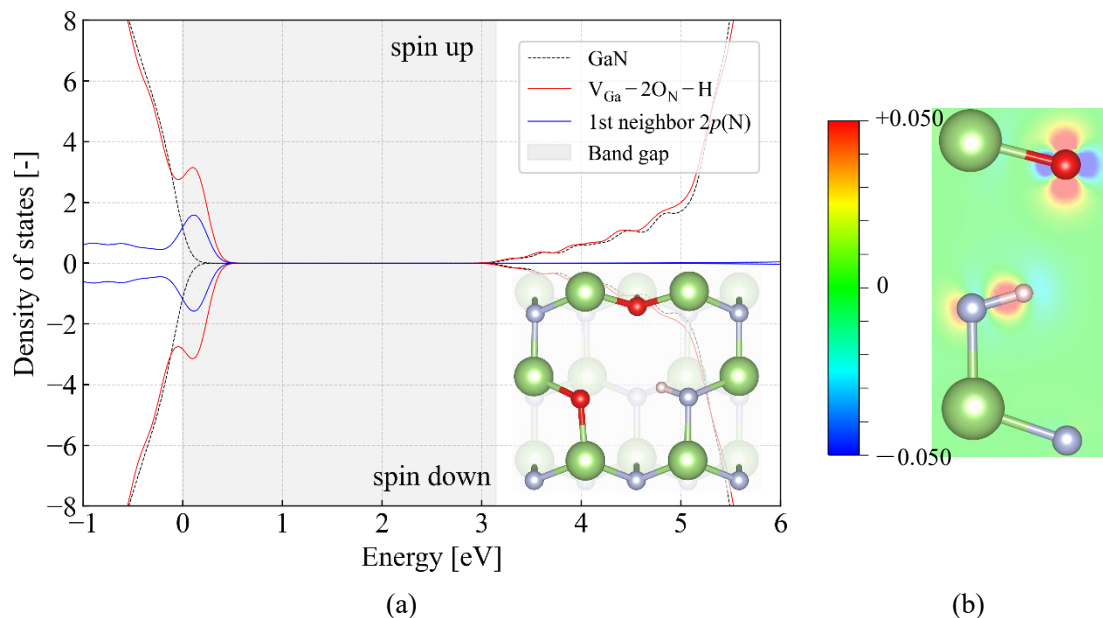 8
6
4
2
0
−2
−4
−6
−8
Density of states [-]
spin up
GaN
V_Ga−2O_N−H
1st neighbor 2p(N)
Band gap
spin down
−1
0
1
2
3
4
5
6
Energy [eV]
(a)
+0.050
0
−0.050
(b)